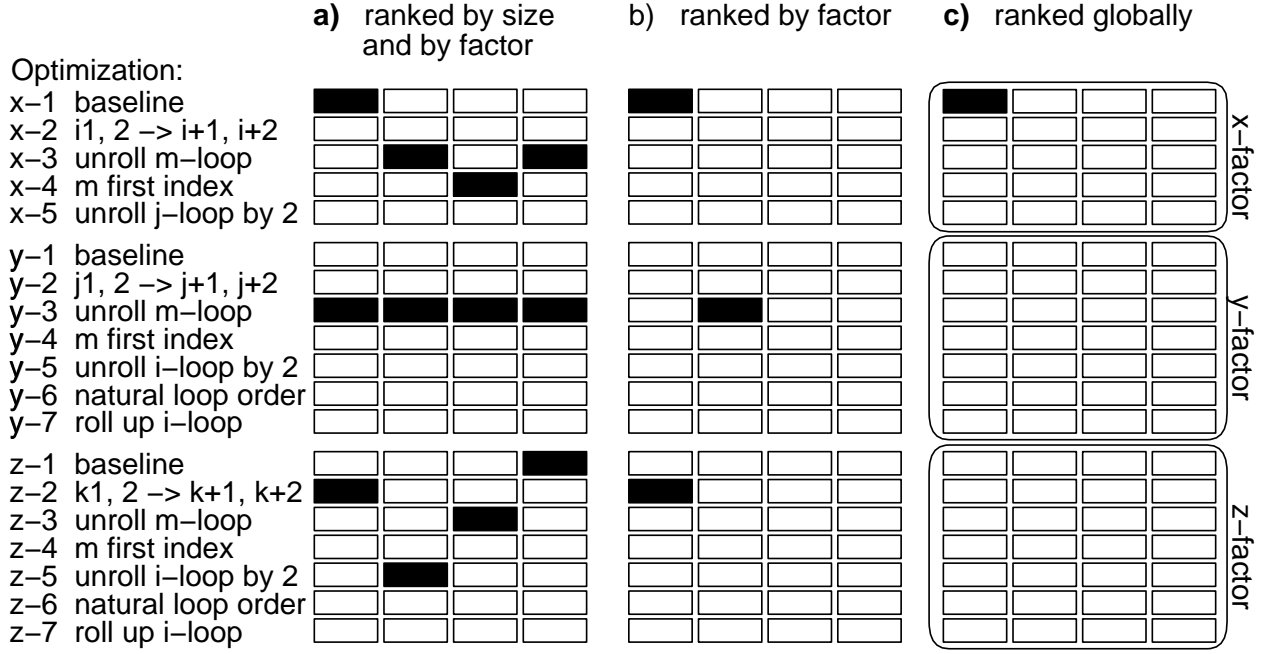 a) ranked by size and by factor
b) ranked by factor
c) ranked globally
Optimization:
x−1 baseline
x−2 i1, 2 −> i+1, i+2
x−3 unroll m−loop
x−4 m first index
x−5 unroll j−loop by 2
x−factor
y−1 baseline
y−2 j1, 2 −> j+1, j+2
y−3 unroll m−loop
y−4 m first index
y−5 unroll i−loop by 2
y−6 natural loop order
y−7 roll up i−loop
y−factor
z−1 baseline
z−2 k1, 2 −> k+1, k+2
z−3 unroll m−loop
z−4 m first index
z−5 unroll i−loop by 2
z−6 natural loop order
z−7 roll up i−loop
z−factor